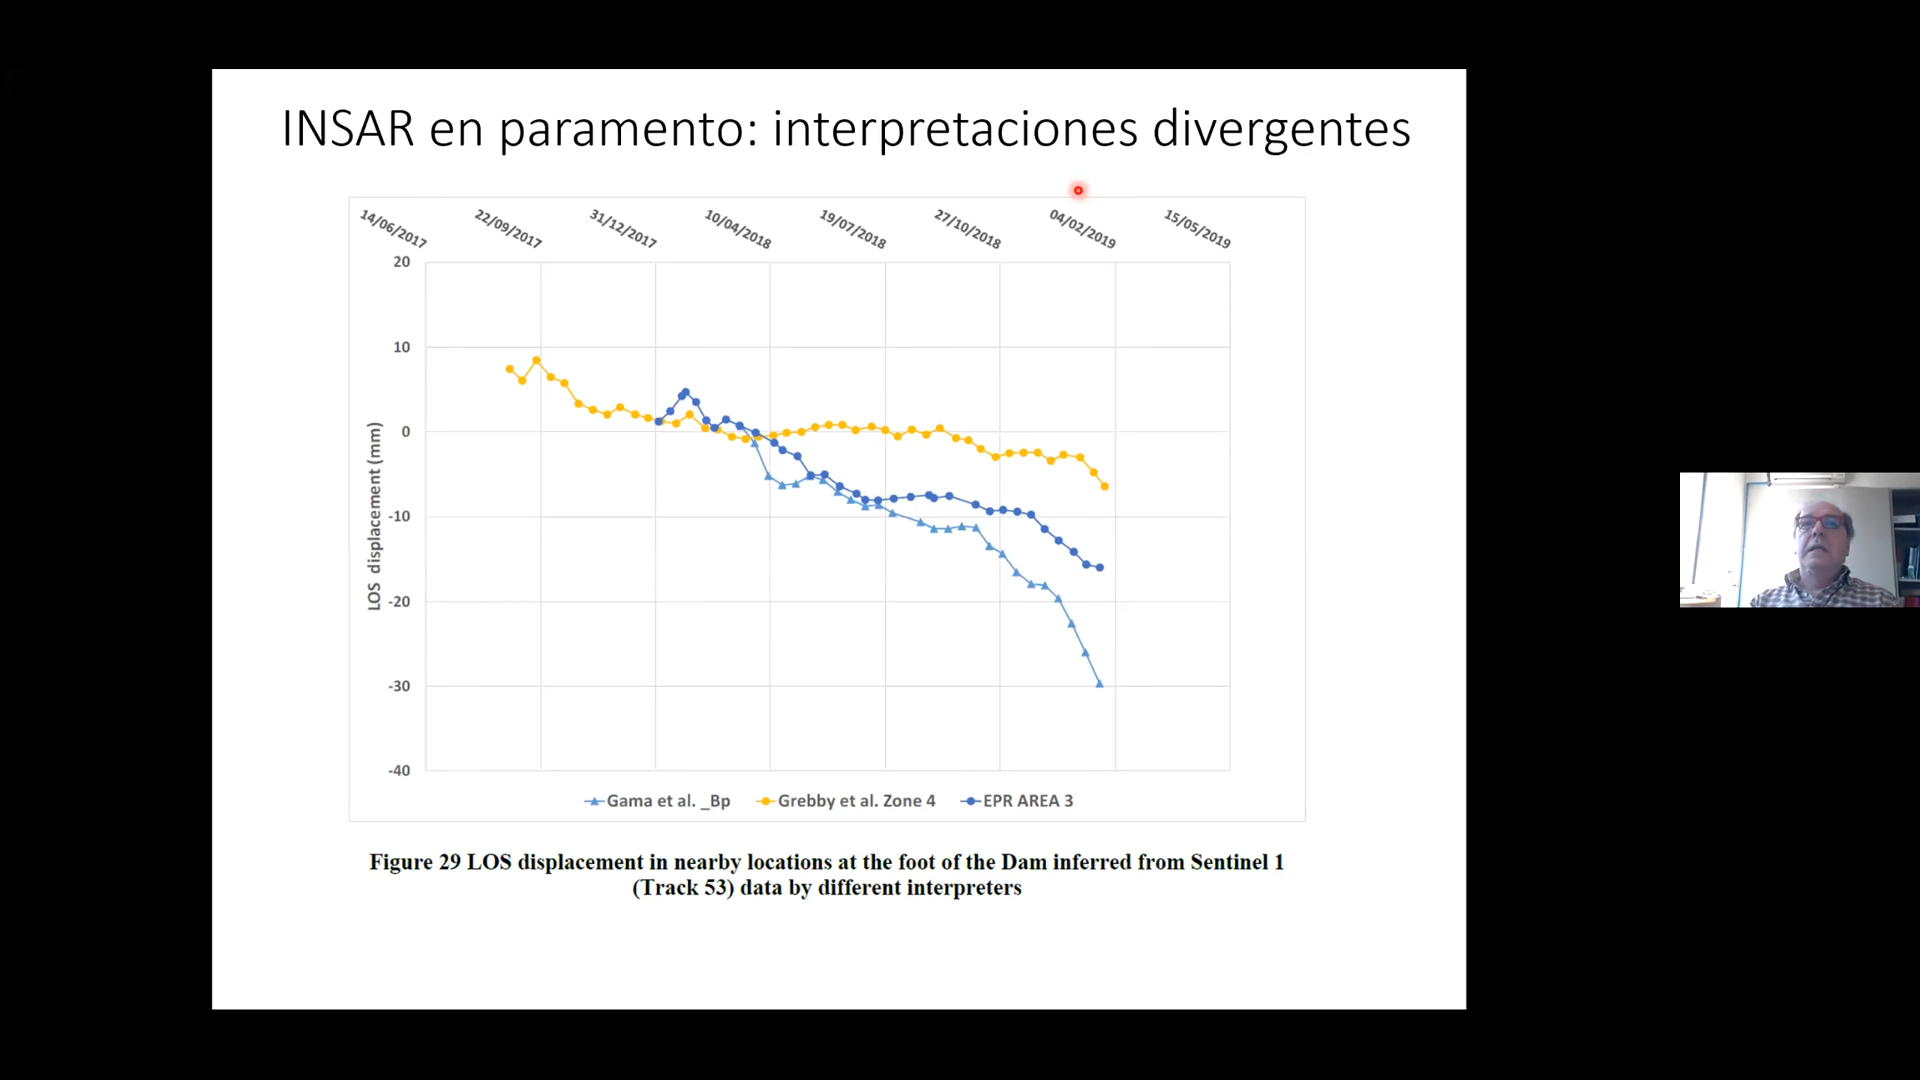 INSAR en paramento: interpretaciones divergentes
14/06/2017
22/09/2017
31/12/2017
10/04/2018
19/07/2018
27/10/2018
04/02/2019
15/05/2019
20
10
0
-10
-20
-30
-40
LOS displacement (mm)
Gama et al. _Bp
Grebby et al. Zone 4
EPR AREA 3
Figure 29 LOS displacement in nearby locations at the foot of the Dam inferred from Sentinel 1
(Track 53) data by different interpreters